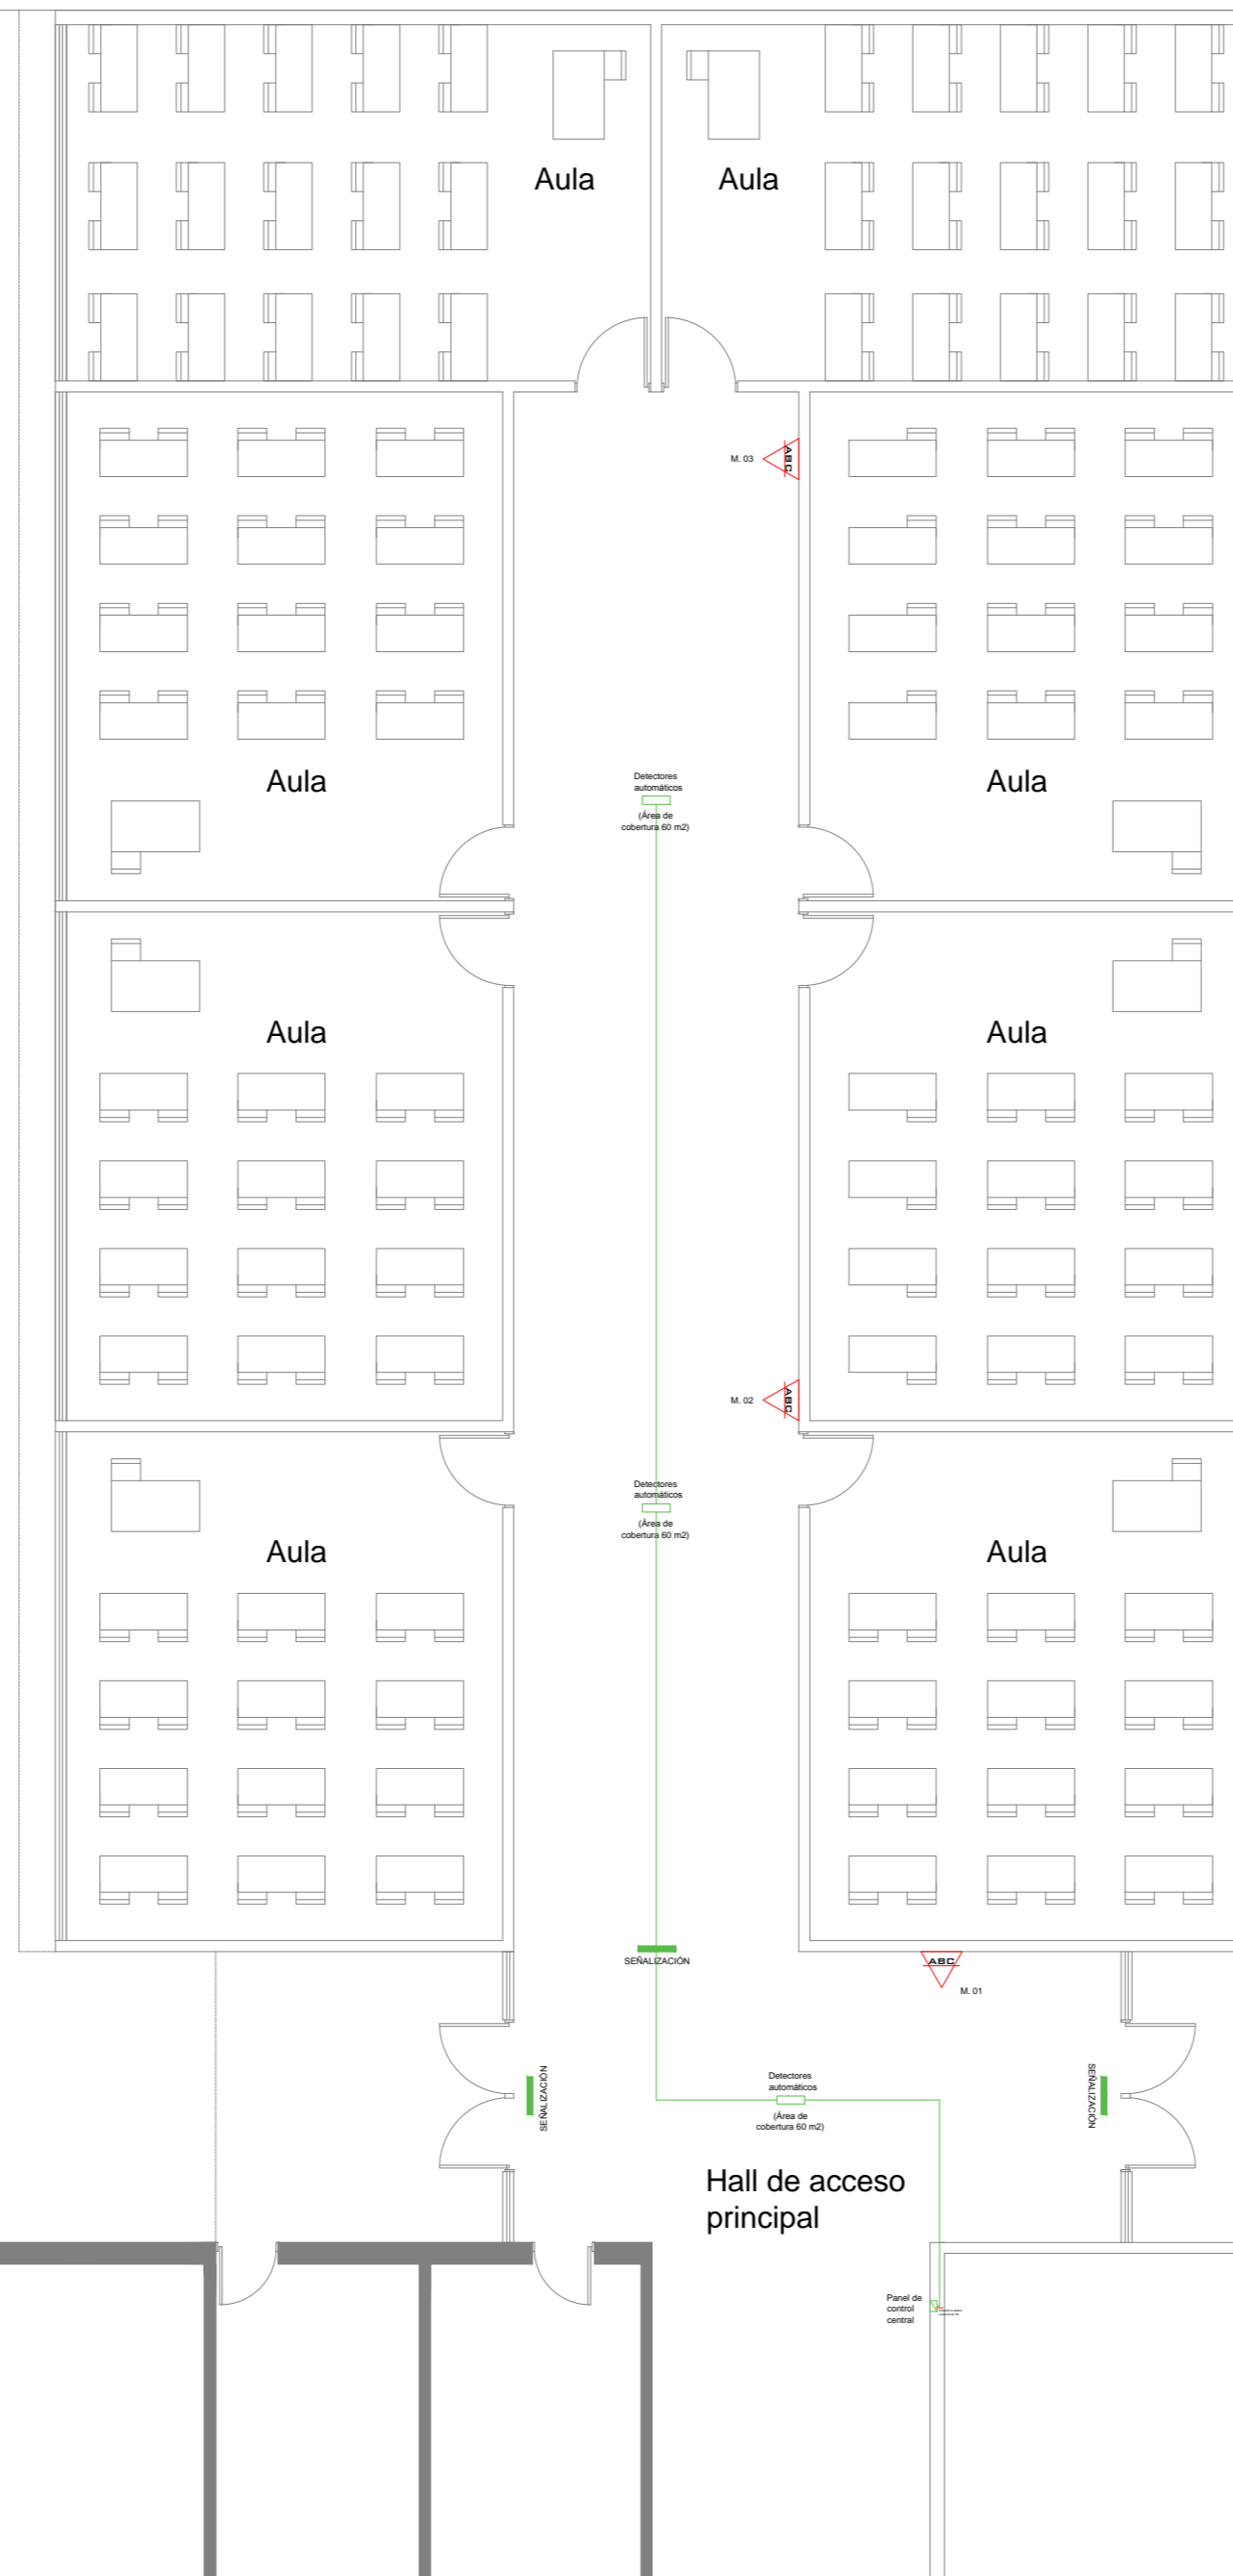 Aula
Aula
M. 03
ABC
Aula
Aula
Detectores
automáticos
(Área de
cobertura 60 m2)
Aula
Aula
M. 02
ABC
Detectores
automáticos
(Área de
cobertura 60 m2)
Aula
Aula
SEÑALIZACIÓN
ABC
M. 01
SEÑALIZACIÓN
SEÑALIZACIÓN
Detectores
automáticos
(Área de
cobertura 60 m2)
Hall de acceso
principal
Panel de
control
central